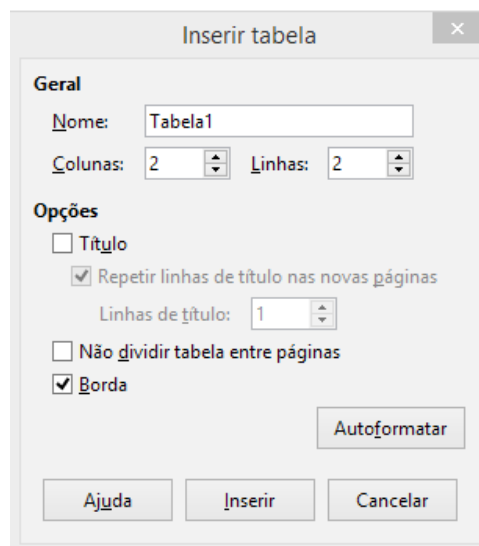 Inserir tabela
Geral
Nome: Tabela1
Colunas: 2 Linhas: 2
Opções
Título
Repetir linhas de título nas novas páginas
Linhas de título: 1
Não dividir tabela entre páginas
Borda
Autoformatar
Ajuda Inserir Cancelar